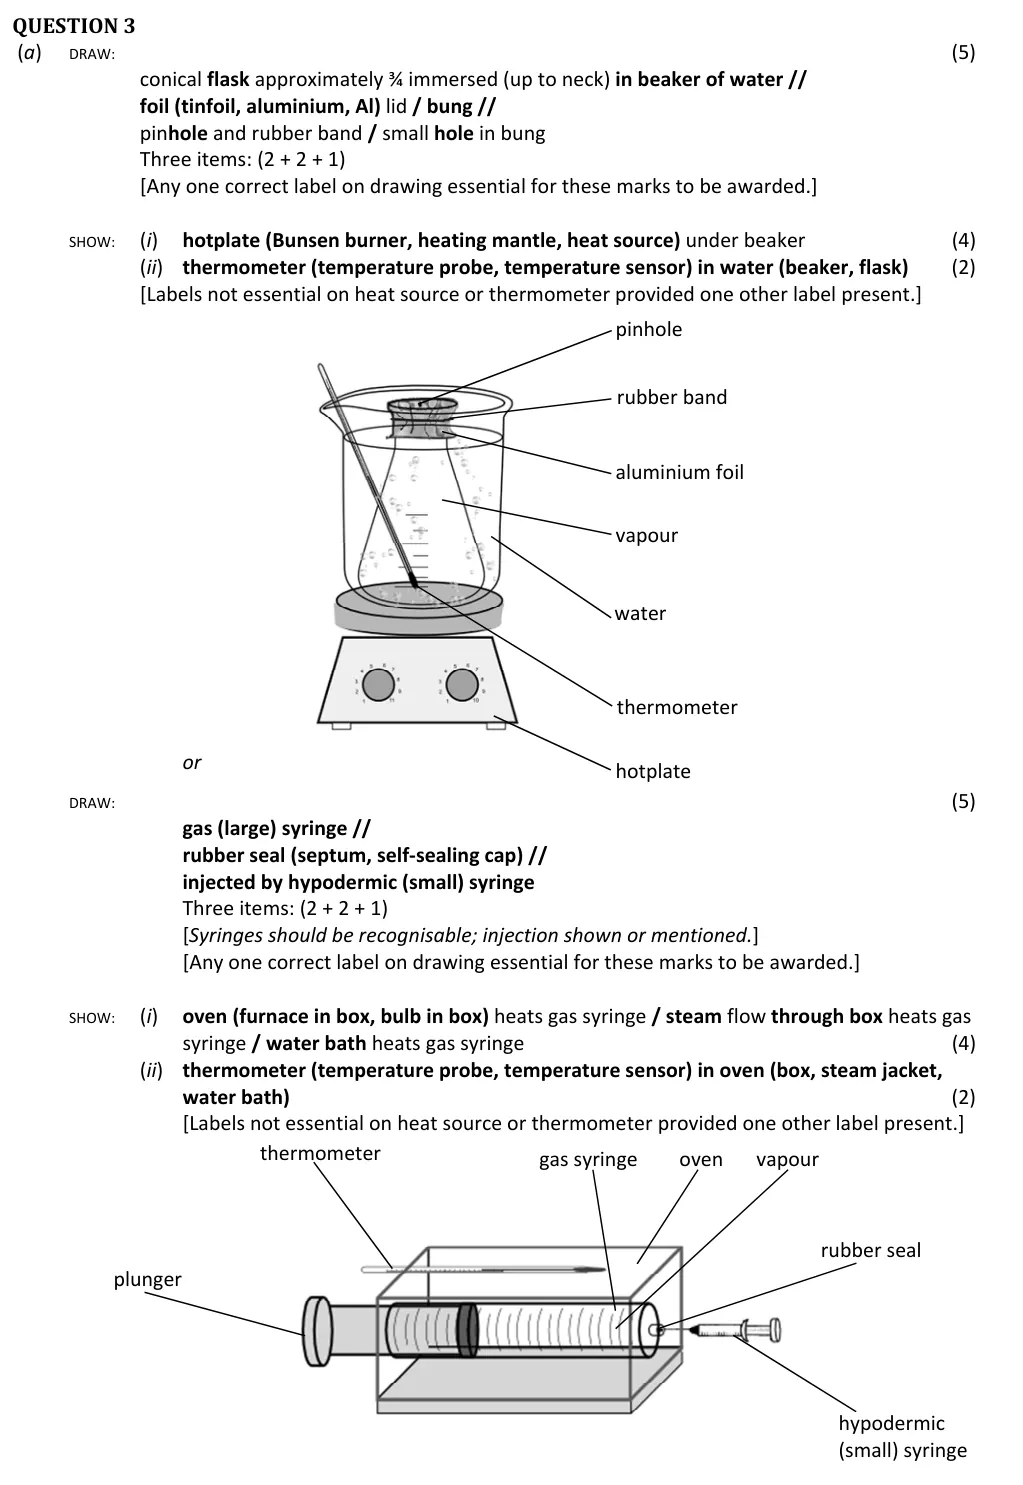 QUESTION 3
(a) DRAW: (5)
conical flask approximately ¾ immersed (up to neck) in beaker of water //
foil (tinfoil, aluminium, Al) lid / bung //
pinhole and rubber band / small hole in bung
Three items: (2 + 2 + 1)
[Any one correct label on drawing essential for these marks to be awarded.]
SHOW: (i) hotplate (Bunsen burner, heating mantle, heat source) under beaker (4)
(ii) thermometer (temperature probe, temperature sensor) in water (beaker, flask) (2)
[Labels not essential on heat source or thermometer provided one other label present.]
pinhole
rubber band
aluminium foil
vapour
water
thermometer
hotplate
or
DRAW: (5)
gas (large) syringe //
rubber seal (septum, self-sealing cap) //
injected by hypodermic (small) syringe
Three items: (2 + 2 + 1)
[Syringes should be recognisable; injection shown or mentioned.]
[Any one correct label on drawing essential for these marks to be awarded.]
SHOW: (i) oven (furnace in box, bulb in box) heats gas syringe / steam flow through box heats gas
syringe / water bath heats gas syringe (4)
(ii) thermometer (temperature probe, temperature sensor) in oven (box, steam jacket,
water bath) (2)
[Labels not essential on heat source or thermometer provided one other label present.]
thermometer
gas syringe oven vapour
rubber seal
plunger
hypodermic
(small) syringe